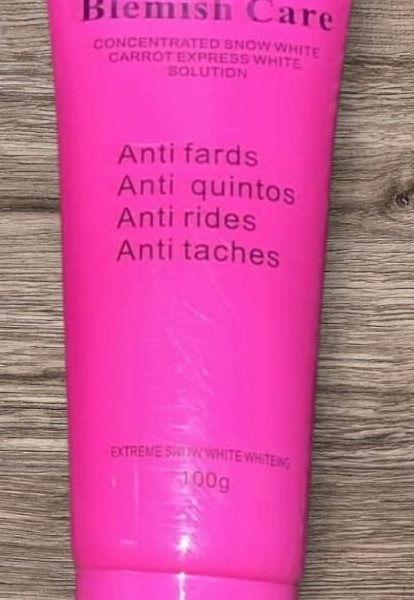 Blemish Care
CONCENTRATED SNOW WHITE
CARROT EXPRESS WHITE
SOLUTION
Anti fards
Anti quintos
Anti rides
Anti taches
EXTREME SNOW WHITE WHITEING
100g